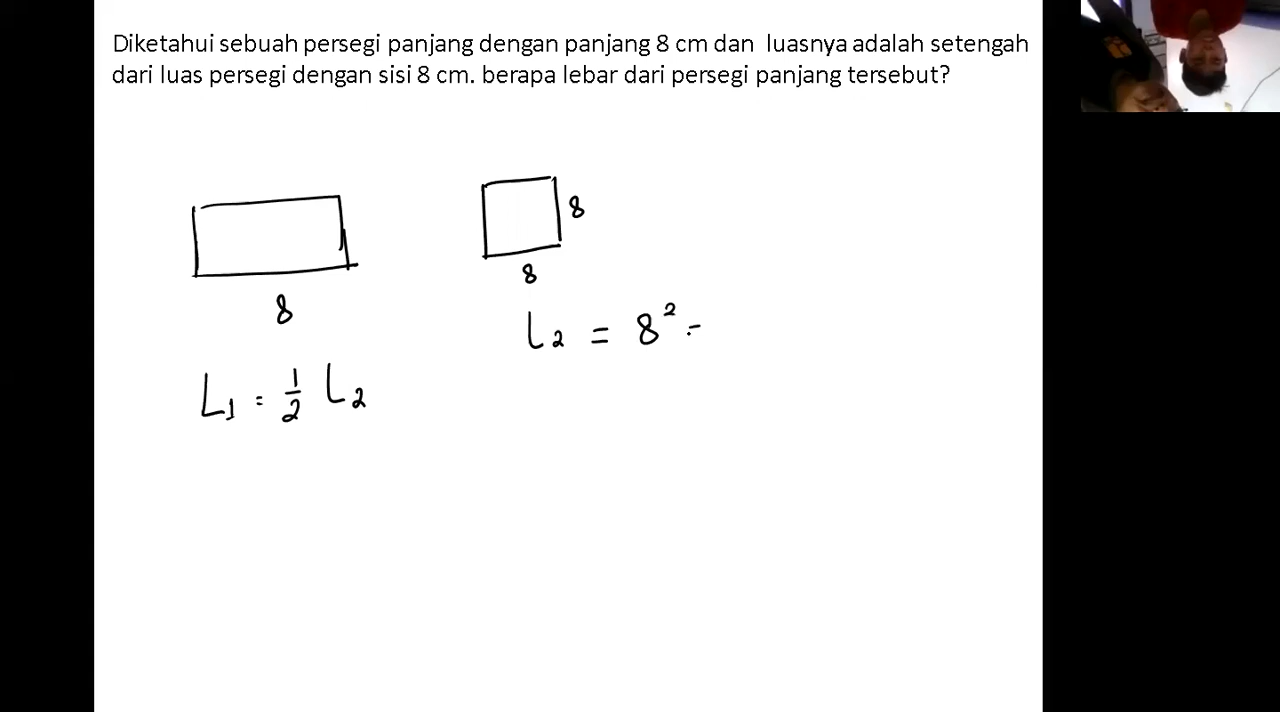 Diketahui sebuah persegi panjang dengan panjang 8 cm dan luasnya adalah setengah
dari luas persegi dengan sisi 8 cm. berapa lebar dari persegi panjang tersebut?
8
8
8
L₂ = 8² =
L₁ = ½ L₂